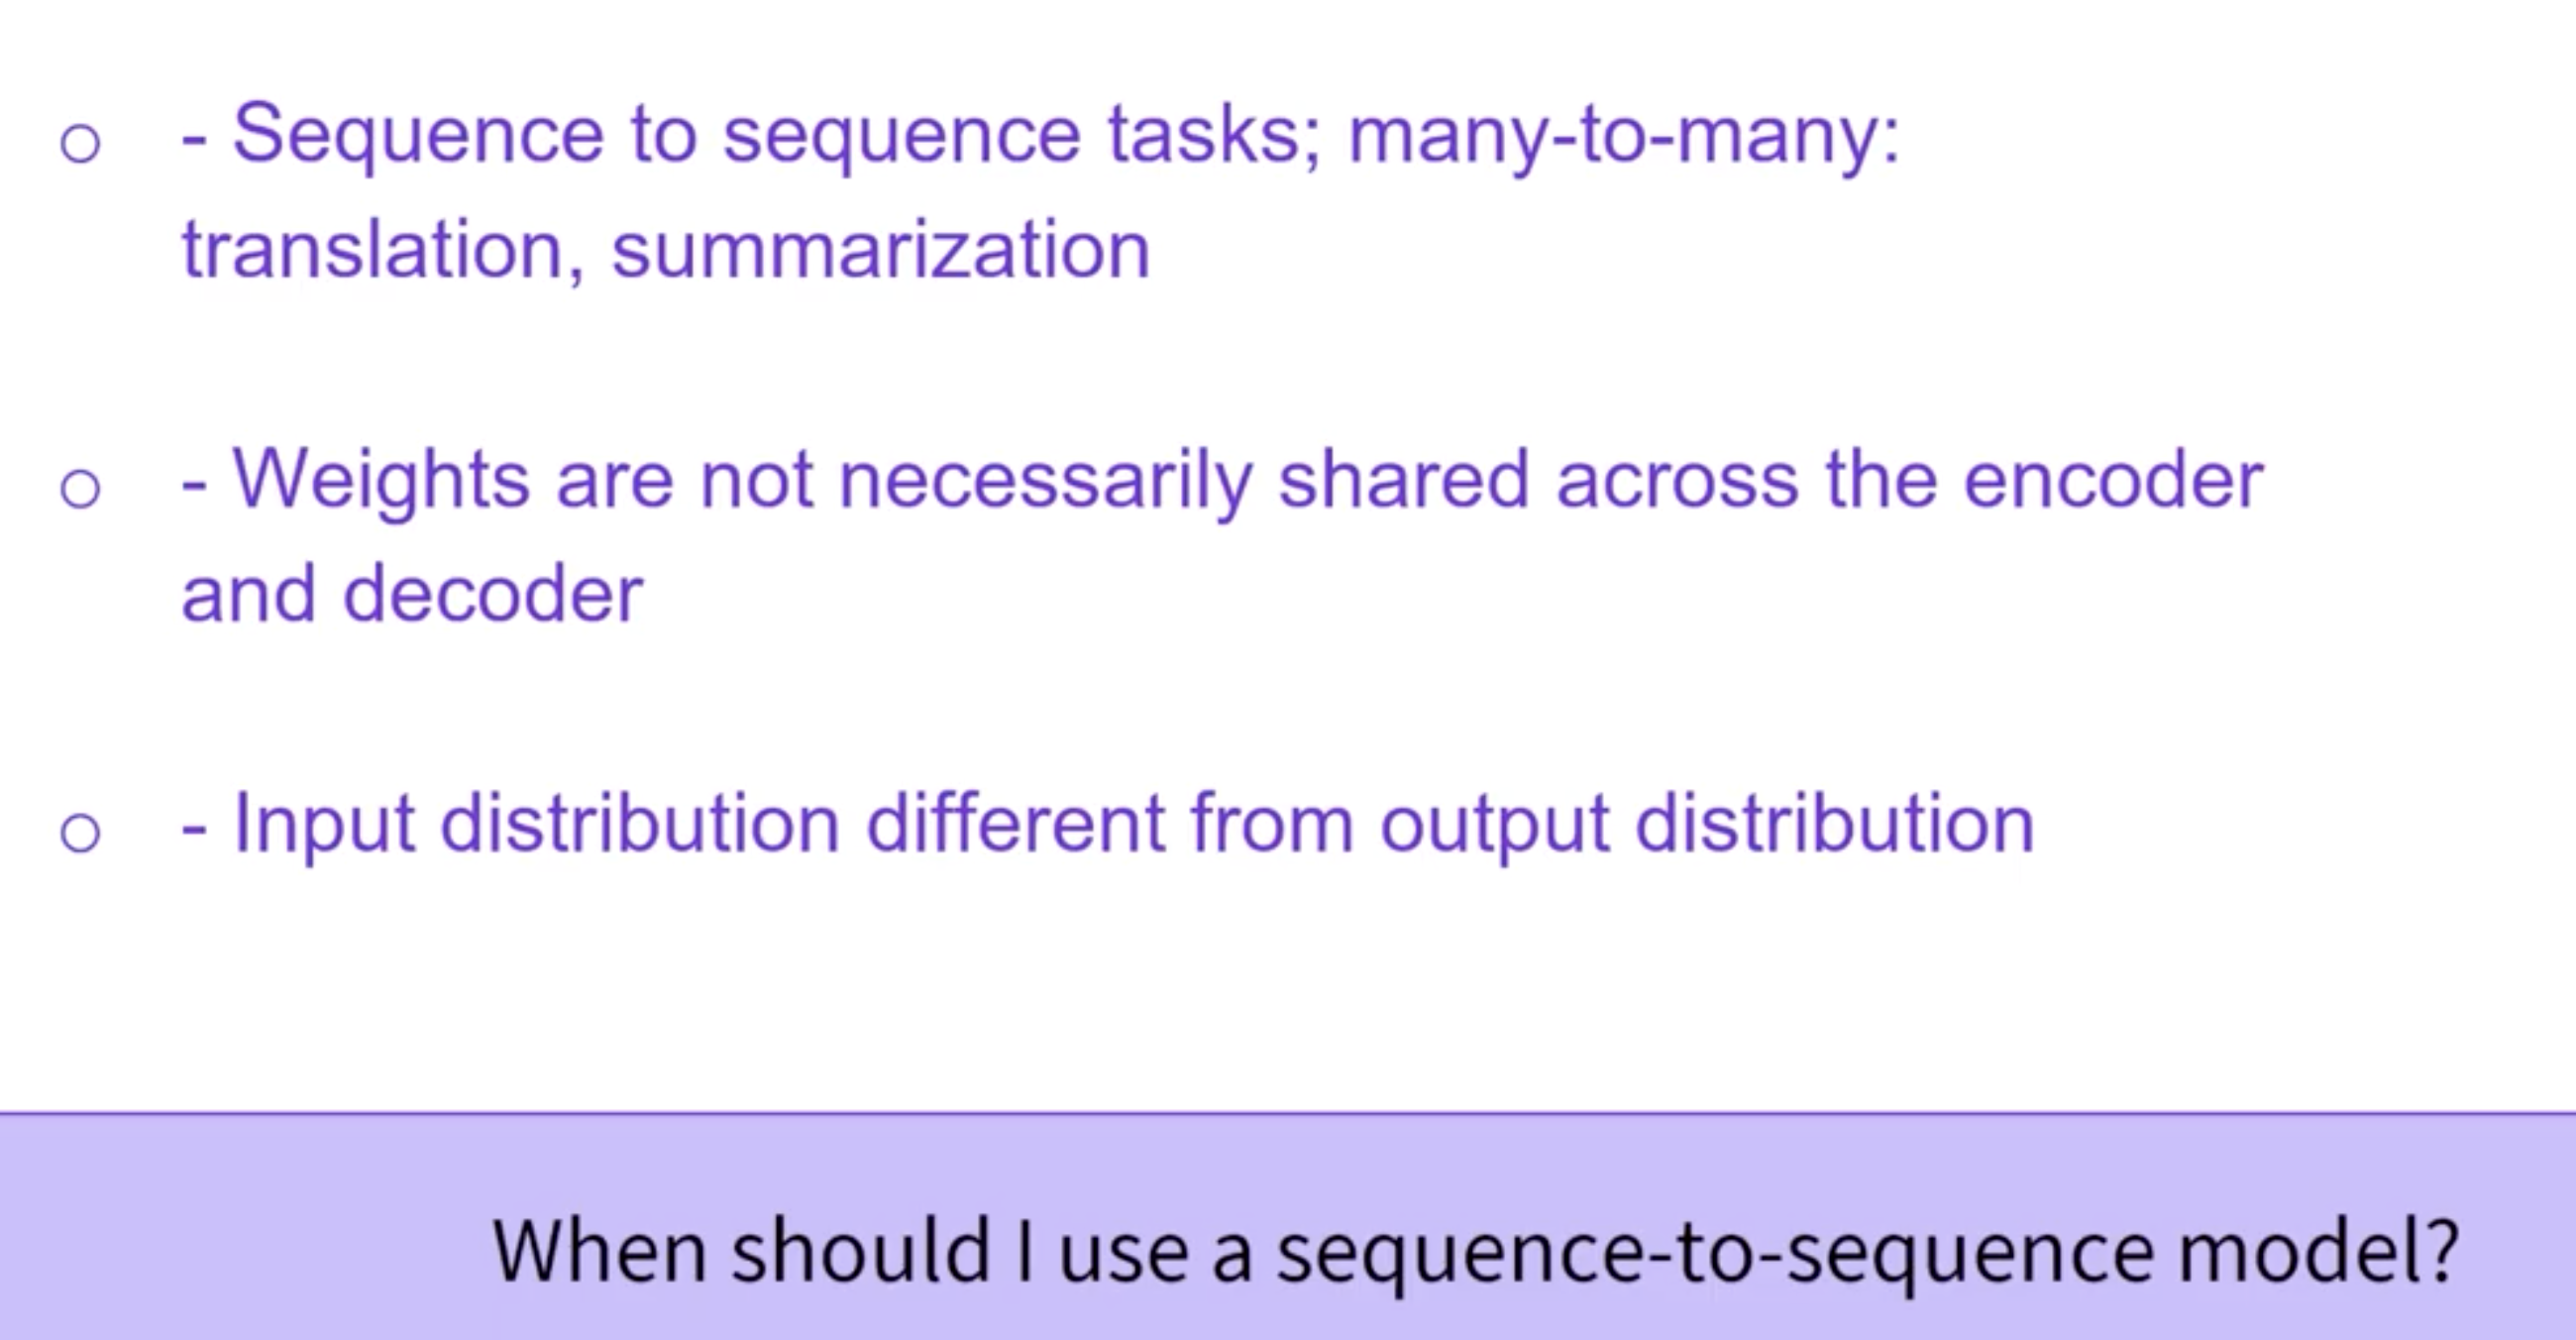 - Sequence to sequence tasks; many-to-many:
translation, summarization
- Weights are not necessarily shared across the encoder
and decoder
- Input distribution different from output distribution
When should I use a sequence-to-sequence model?